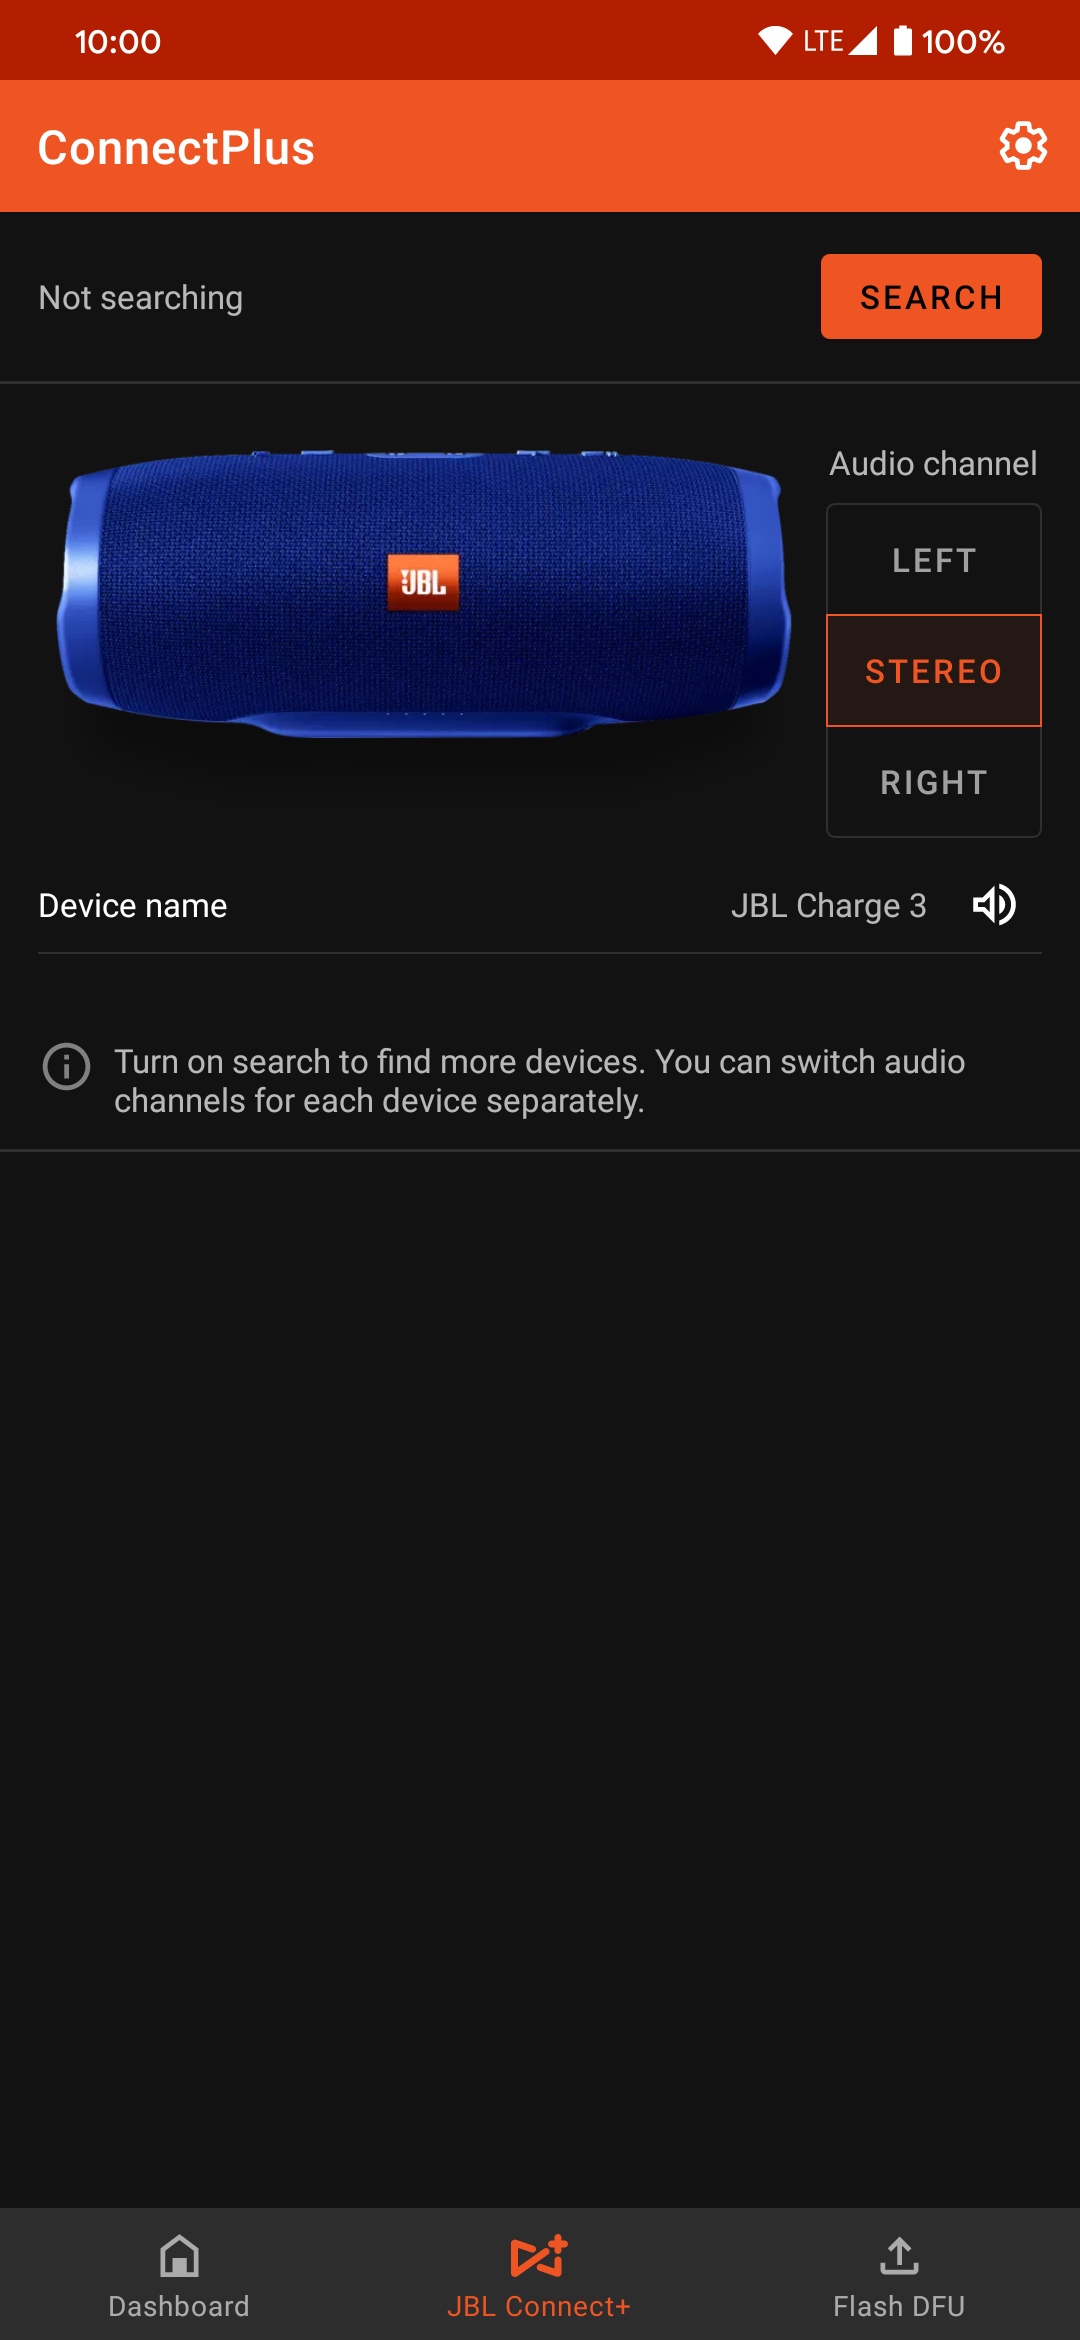 10:00
LTE 100%
ConnectPlus
Not searching
SEARCH
Audio channel
LEFT
JBL
STEREO
RIGHT
Device name
JBL Charge 3
Turn on search to find more devices. You can switch audio
channels for each device separately.
Dashboard
JBL Connect+
Flash DFU